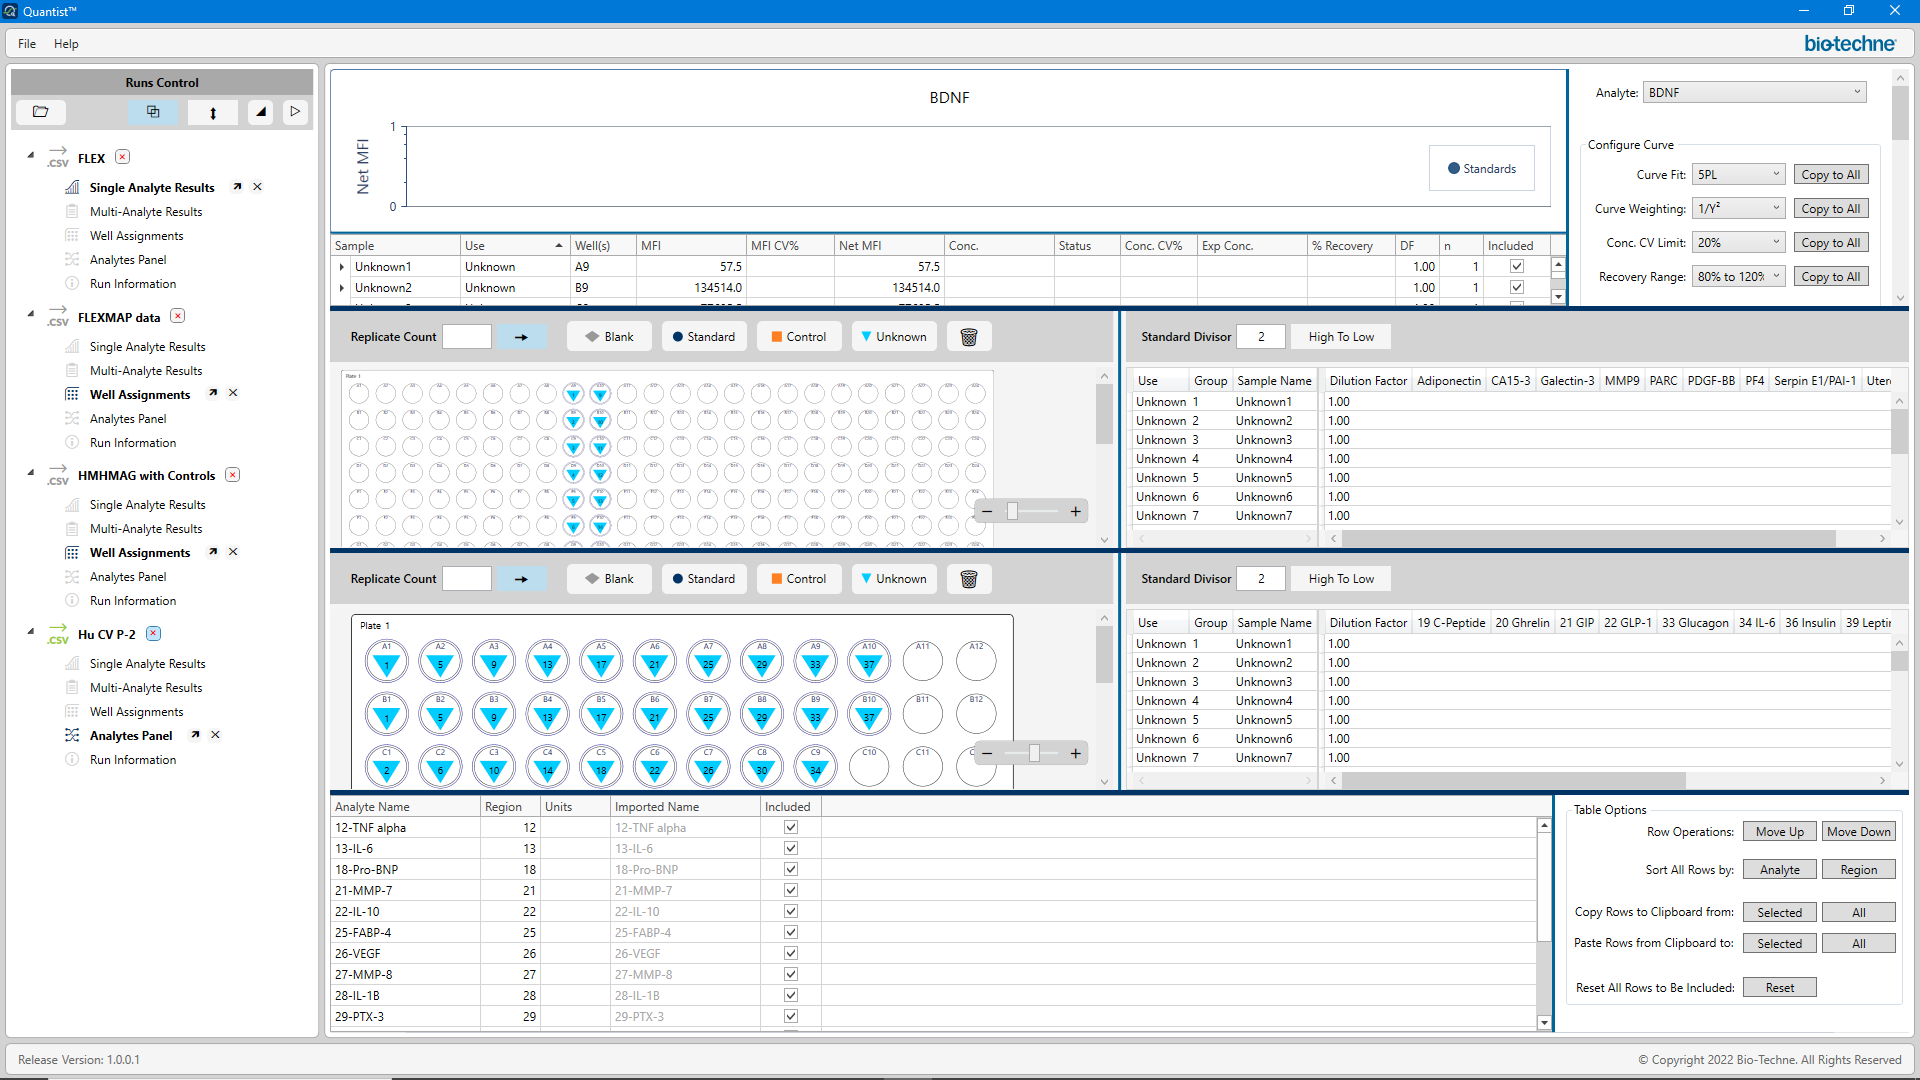 Quantist™
File Help
bio-techne
Runs Control
.CSV FLEX
Single Analyte Results
Multi-Analyte Results
Well Assignments
Analytes Panel
Run Information
.CSV FLEXMAP data
Single Analyte Results
Multi-Analyte Results
Well Assignments
Analytes Panel
Run Information
.CSV HMHMAG with Controls
Single Analyte Results
Multi-Analyte Results
Well Assignments
Analytes Panel
Run Information
.CSV Hu CV P-2
Single Analyte Results
Multi-Analyte Results
Well Assignments
Analytes Panel
Run Information
BDNF
Net MFI
1
0
Standards
Sample Use Well(s) MFI MFI CV% Net MFI Conc. Status Conc. CV% Exp Conc. % Recovery DF n Included
Unknown1 Unknown A9 57.5 57.5 1.00 1
Unknown2 Unknown B9 134514.0 134514.0 1.00 1
Analyte: BDNF
Configure Curve
Curve Fit: 5PL Copy to All
Curve Weighting: 1/Y² Copy to All
Conc. CV Limit: 20% Copy to All
Recovery Range: 80% to 120% Copy to All
Replicate Count Blank Standard Control Unknown
Plate 1
Standard Divisor 2 High To Low
Use Group Sample Name Dilution Factor Adiponectin CA15-3 Galectin-3 MMP9 PARC PDGF-BB PF4 Serpin E1/PAI-1 Uter
Unknown 1 Unknown1 1.00
Unknown 2 Unknown2 1.00
Unknown 3 Unknown3 1.00
Unknown 4 Unknown4 1.00
Unknown 5 Unknown5 1.00
Unknown 6 Unknown6 1.00
Unknown 7 Unknown7 1.00
Replicate Count Blank Standard Control Unknown
Plate 1
A1 A2 A3 A4 A5 A6 A7 A8 A9 A10 A11 A12
1 5 9 13 17 21 25 29 33 37
B1 B2 B3 B4 B5 B6 B7 B8 B9 B10 B11 B12
1 5 9 13 17 21 25 29 33 37
C1 C2 C3 C4 C5 C6 C7 C8 C9 C10 C11 C
2 6 10 14 18 22 26 30 34
Standard Divisor 2 High To Low
Use Group Sample Name Dilution Factor 19 C-Peptide 20 Ghrelin 21 GIP 22 GLP-1 33 Glucagon 34 IL-6 36 Insulin 39 Leptin
Unknown 1 Unknown1 1.00
Unknown 2 Unknown2 1.00
Unknown 3 Unknown3 1.00
Unknown 4 Unknown4 1.00
Unknown 5 Unknown5 1.00
Unknown 6 Unknown6 1.00
Unknown 7 Unknown7 1.00
Analyte Name Region Units Imported Name Included
12-TNF alpha 12 12-TNF alpha
13-IL-6 13 13-IL-6
18-Pro-BNP 18 18-Pro-BNP
21-MMP-7 21 21-MMP-7
22-IL-10 22 22-IL-10
25-FABP-4 25 25-FABP-4
26-VEGF 26 26-VEGF
27-MMP-8 27 27-MMP-8
28-IL-1B 28 28-IL-1B
29-PTX-3 29 29-PTX-3
Table Options
Row Operations: Move Up Move Down
Sort All Rows by: Analyte Region
Copy Rows to Clipboard from: Selected All
Paste Rows from Clipboard to: Selected All
Reset All Rows to Be Included: Reset
Release Version: 1.0.0.1
© Copyright 2022 Bio-Techne. All Rights Reserved